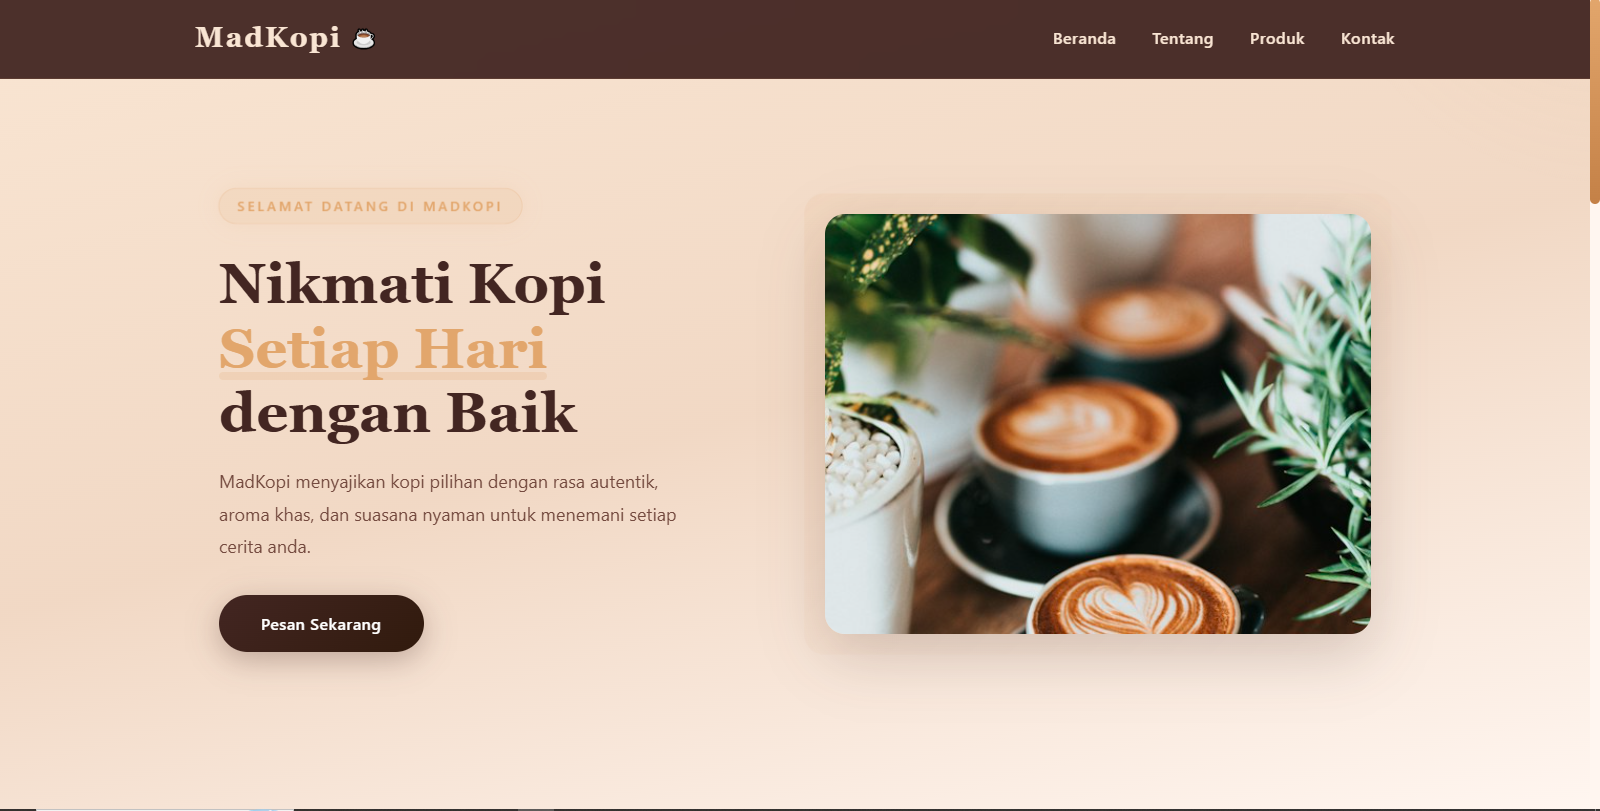 MadKopi
Beranda Tentang Produk Kontak
SELAMAT DATANG DI MADKOPI
Nikmati Kopi
Setiap Hari
dengan Baik
MadKopi menyajikan kopi pilihan dengan rasa autentik,
aroma khas, dan suasana nyaman untuk menemani setiap
cerita anda.
Pesan Sekarang